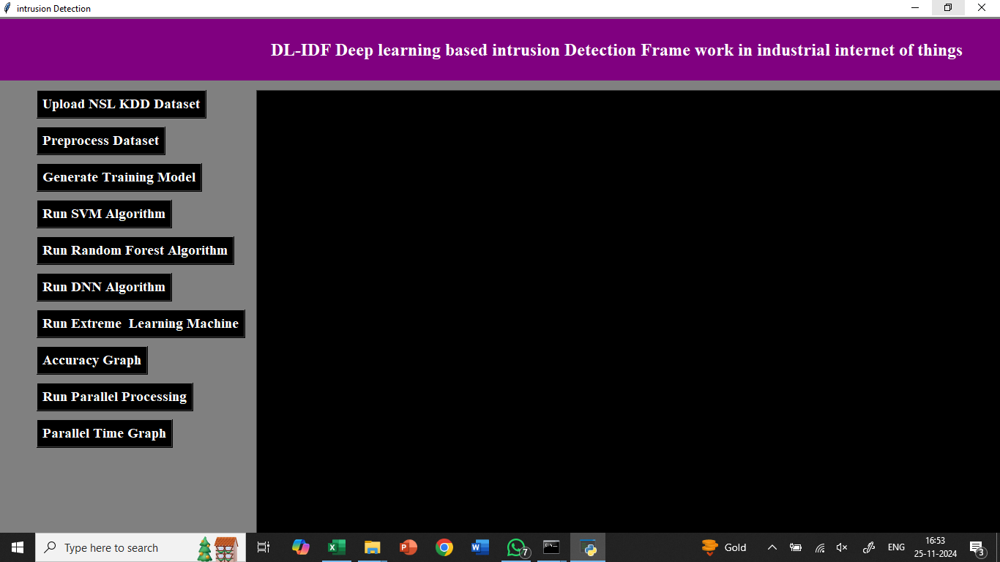 intrusion Detection
DL-IDF Deep learning based intrusion Detection Frame work in industrial internet of things
Upload NSL KDD Dataset
Preprocess Dataset
Generate Training Model
Run SVM Algorithm
Run Random Forest Algorithm
Run DNN Algorithm
Run Extreme  Learning Machine
Accuracy Graph
Run Parallel Processing
Parallel Time Graph
Type here to search
7
Gold
ENG
16:53
25-11-2024
3